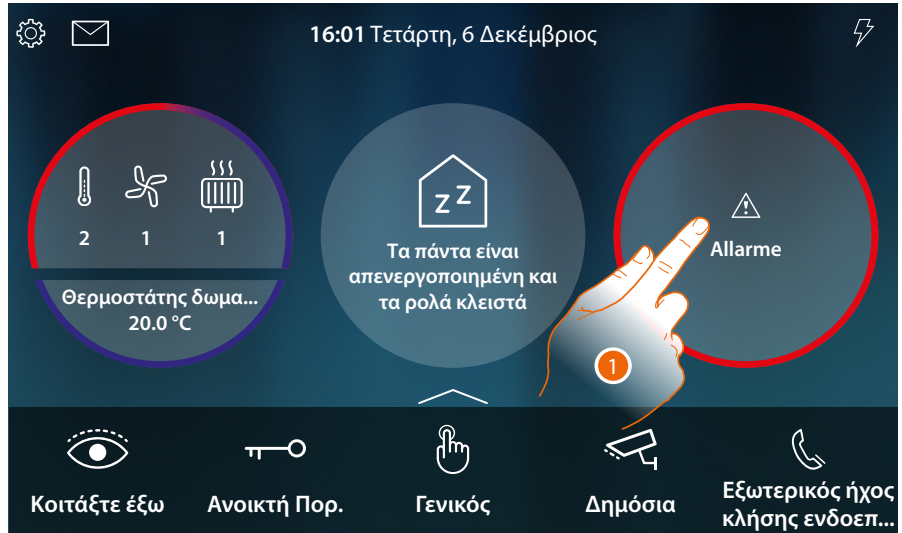 16:01 Τετάρτη, 6 Δεκέμβριος
2 1 1
Θερμοστάτης δωμα...
20.0 °C
zZ
Τα πάντα είναι
απενεργοποιημένη και
τα ρολά κλειστά
Allarme
1
Κοιτάξτε έξω
Ανοικτή Πορ.
Γενικός
Δημόσια
Εξωτερικός ήχος
κλήσης ενδοεπ...